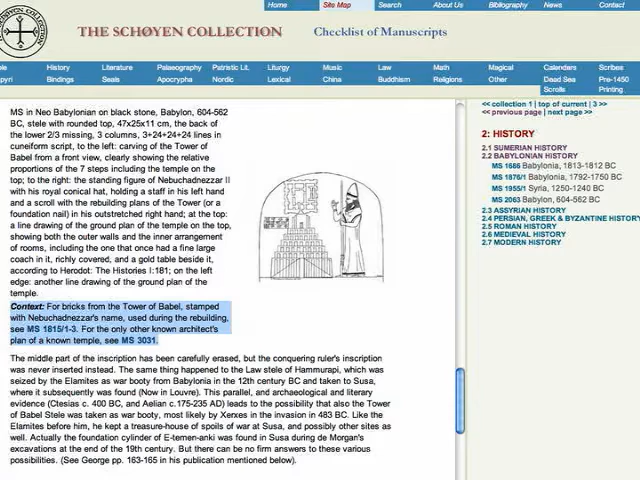 Home
Site Map
Search
About Us
Bibliography
News
Contact
THE SCHØYEN COLLECTION
Checklist of Manuscripts
ble
History
Literature
Palaeography
Patristic Lit.
Liturgy
Music
Law
Math
Magical
Calendars
Scribes
pyri
Bindings
Seals
Apocrypha
Nordic
Lexical
China
Buddhism
Religions
Other
Dead Sea
Scrolls
Pre-1450
Printing
MS in Neo Babylonian on black stone, Babylon, 604-562
BC, stele with rounded top, 47x25x11 cm, the back of
the lower 2/3 missing, 3 columns, 3+24+24+24 lines in
cuneiform script, to the left: carving of the Tower of
Babel from a front view, clearly showing the relative
proportions of the 7 steps including the temple on the
top; to the right: the standing figure of Nebuchadnezzar II
with his royal conical hat, holding a staff in his left hand
and a scroll with the rebuilding plans of the Tower (or a
foundation nail) in his outstretched right hand; at the top:
a line drawing of the ground plan of the temple on the top,
showing both the outer walls and the inner arrangement
of rooms, including the one that once had a fine large
coach in it, richly covered, and a gold table beside it,
according to Herodot: The Histories I:181; on the left
edge: another line drawing of the ground plan of the
temple.
Context: For bricks from the Tower of Babel, stamped
with Nebuchadnezzar's name, used during the rebuilding,
see MS 1815/1-3. For the only other known architect's
plan of a known temple, see MS 3031.
The middle part of the inscription has been carefully erased, but the conquering ruler's inscription
was never inserted instead. The same thing happened to the Law stele of Hammurapi, which was
seized by the Elamites as war booty from Babylonia in the 12th century BC and taken to Susa,
where it subsequently was found (Now in Louvre). This parallel, and archaeological and literary
evidence (Ctesias c. 400 BC, and Aelian c.175-235 AD) leads to the possibility that also the Tower
of Babel Stele was taken as war booty, most likely by Xerxes in the invasion in 483 BC. Like the
Elamites before him, he kept a treasure-house of spoils of war at Susa, and possibly other sites as
well. Actually the foundation cylinder of E-temen-anki was found in Susa during de Morgan's
excavations at the end of the 19th century. But there can be no firm answers to these various
possibilities. (See George pp. 163-165 in his publication mentioned below).
<< collection 1 | top of current | 3 >>
<< previous page | next page >>
2: HISTORY
2.1 SUMERIAN HISTORY
2.2 BABYLONIAN HISTORY
MS 1686 Babylonia, 1813-1812 BC
MS 1876/1 Babylonia, 1792-1750 BC
MS 1955/1 Syria, 1250-1240 BC
MS 2063 Babylon, 604-562 BC
2.3 ASSYRIAN HISTORY
2.4 PERSIAN, GREEK & BYZANTINE HISTORY
2.5 ROMAN HISTORY
2.6 MEDIEVAL HISTORY
2.7 MODERN HISTORY